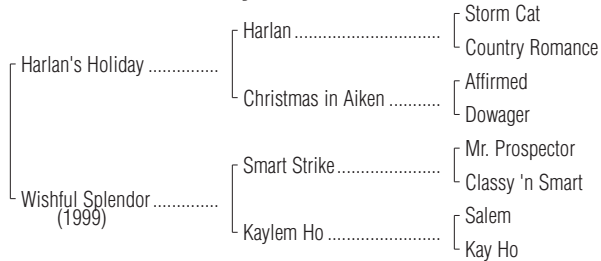 Storm Cat
Harlan
Country Romance
Harlan's Holiday
Affirmed
Christmas in Aiken
Dowager
Mr. Prospector
Smart Strike
Classy 'n Smart
Wishful Splendor
(1999)
Salem
Kaylem Ho
Kay Ho